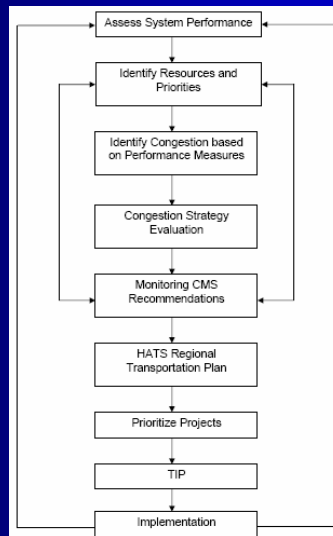 Assess System Performance
Identify Resources and
Priorities
Identify Congestion based
on Performance Measures
Congestion Strategy
Evaluation
Monitoring CMS
Recommendations
HATS Regional
Transportation Plan
Prioritize Projects
TIP
Implementation